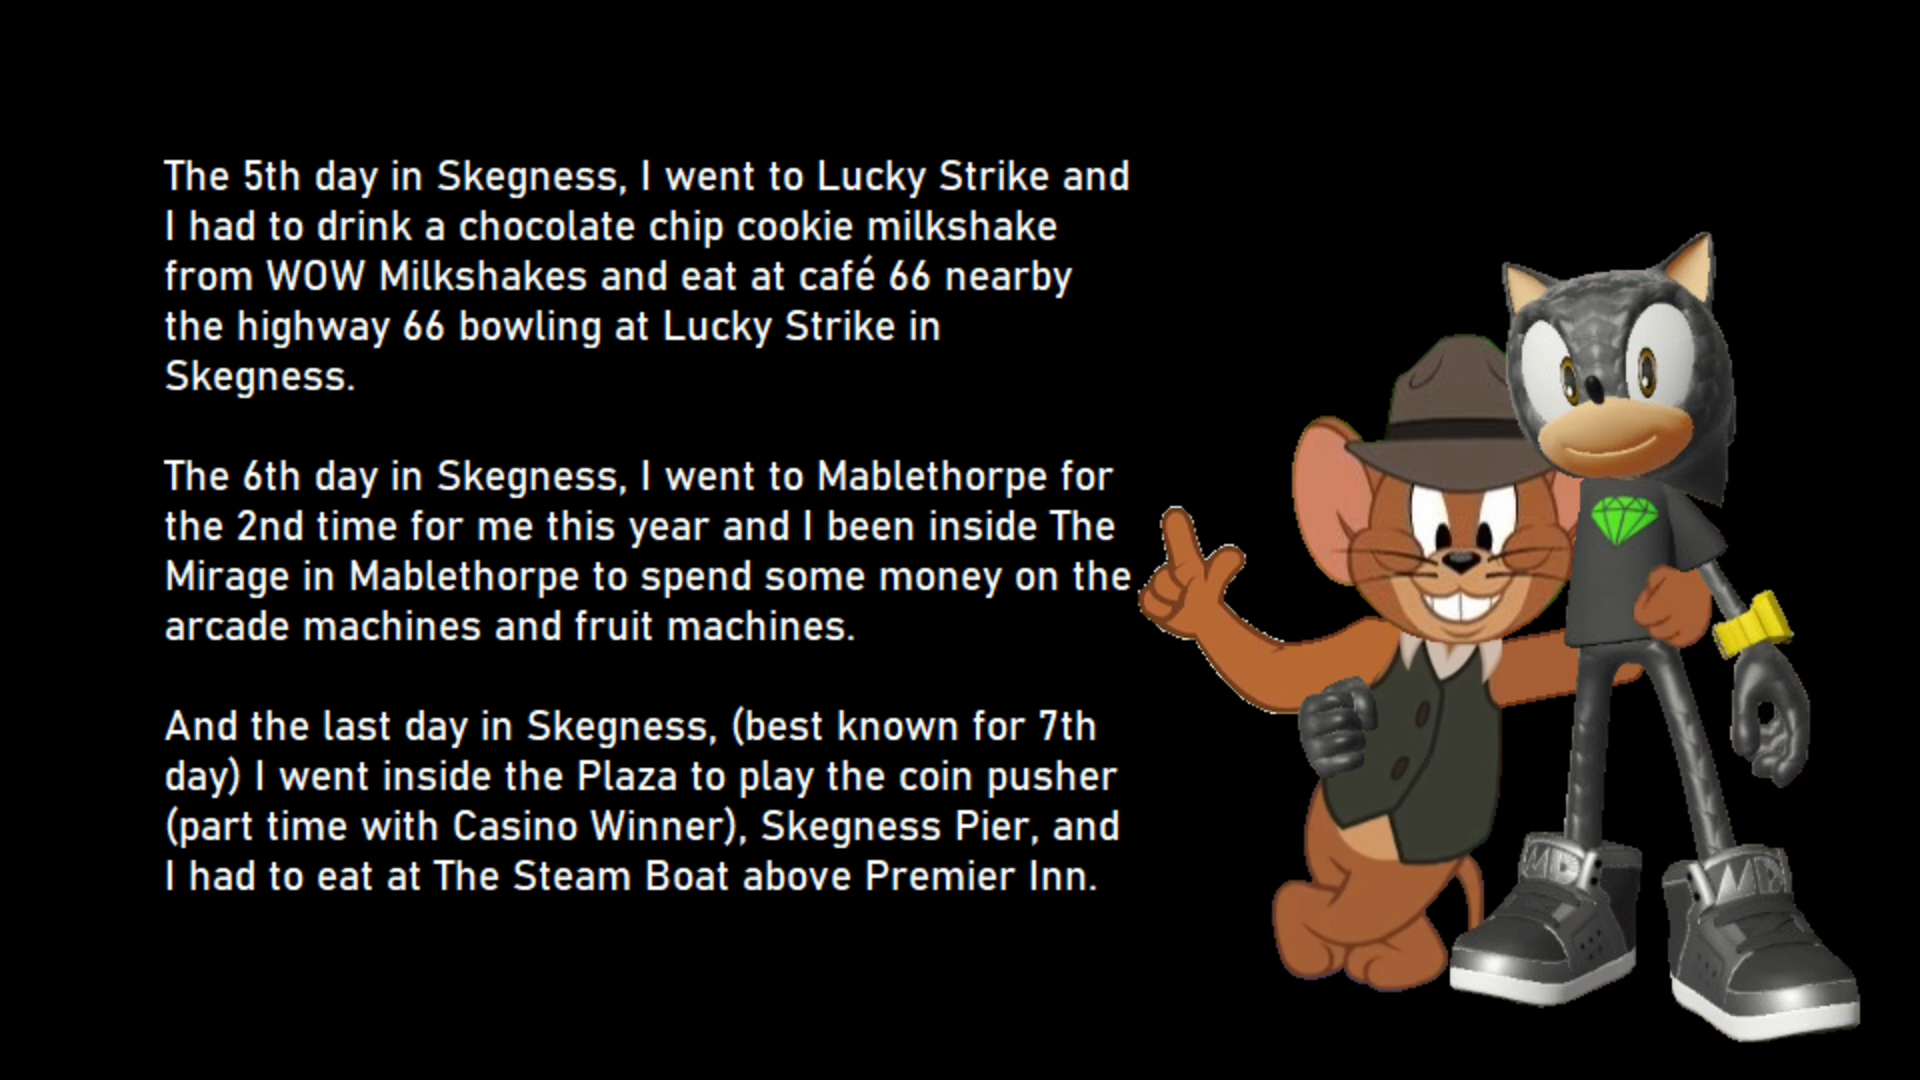 The 5th day in Skegness, I went to Lucky Strike and
I had to drink a chocolate chip cookie milkshake
from WOW Milkshakes and eat at café 66 nearby
the highway 66 bowling at Lucky Strike in
Skegness.
The 6th day in Skegness, I went to Mablethorpe for
the 2nd time for me this year and I been inside The
Mirage in Mablethorpe to spend some money on the
arcade machines and fruit machines.
And the last day in Skegness, (best known for 7th
day) I went inside the Plaza to play the coin pusher
(part time with Casino Winner), Skegness Pier, and
I had to eat at The Steam Boat above Premier Inn.